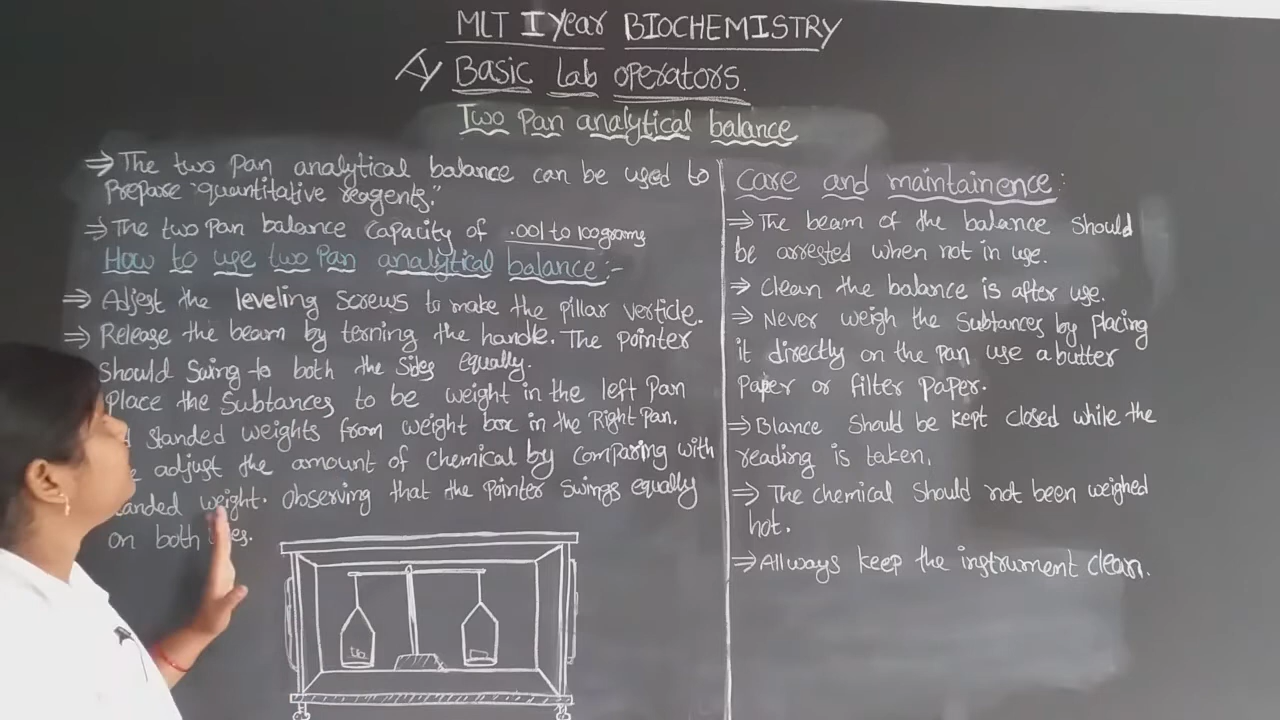 MLT I Year BIOCHEMISTRY
Basic Lab operators.
Two Pan analytical balance
⇒ The two Pan analytical balance can be used to
Prepare "quantitative reagents."
⇒ The two Pan balance Capacity of .001 to 100grams
How to use two Pan analytical balance:-
⇒ Adjest the leveling screws to make the pillar verticle.
⇒ Release the beam by terning the handle. The pointer
should Swing to both the Sides equally.
Place the Subtances to be weight in the left Pan
standed weights from weight box in the Right Pan.
adjust the amount of chemical by Comparing with
weight. observing that the Pointer Swings equally
on both
care and maintainence:
⇒ The beam of the balance Should
be arrested when not in use.
⇒ Clean the balance is after use.
⇒ Never weigh the Subtances by placing
it directly on the pan use a butter
Paper or filter Paper.
⇒ Blance Should be kept closed while the
reading is taken.
⇒ The chemical should not been weighed
hot.
⇒ Allways keep the instrument clean.